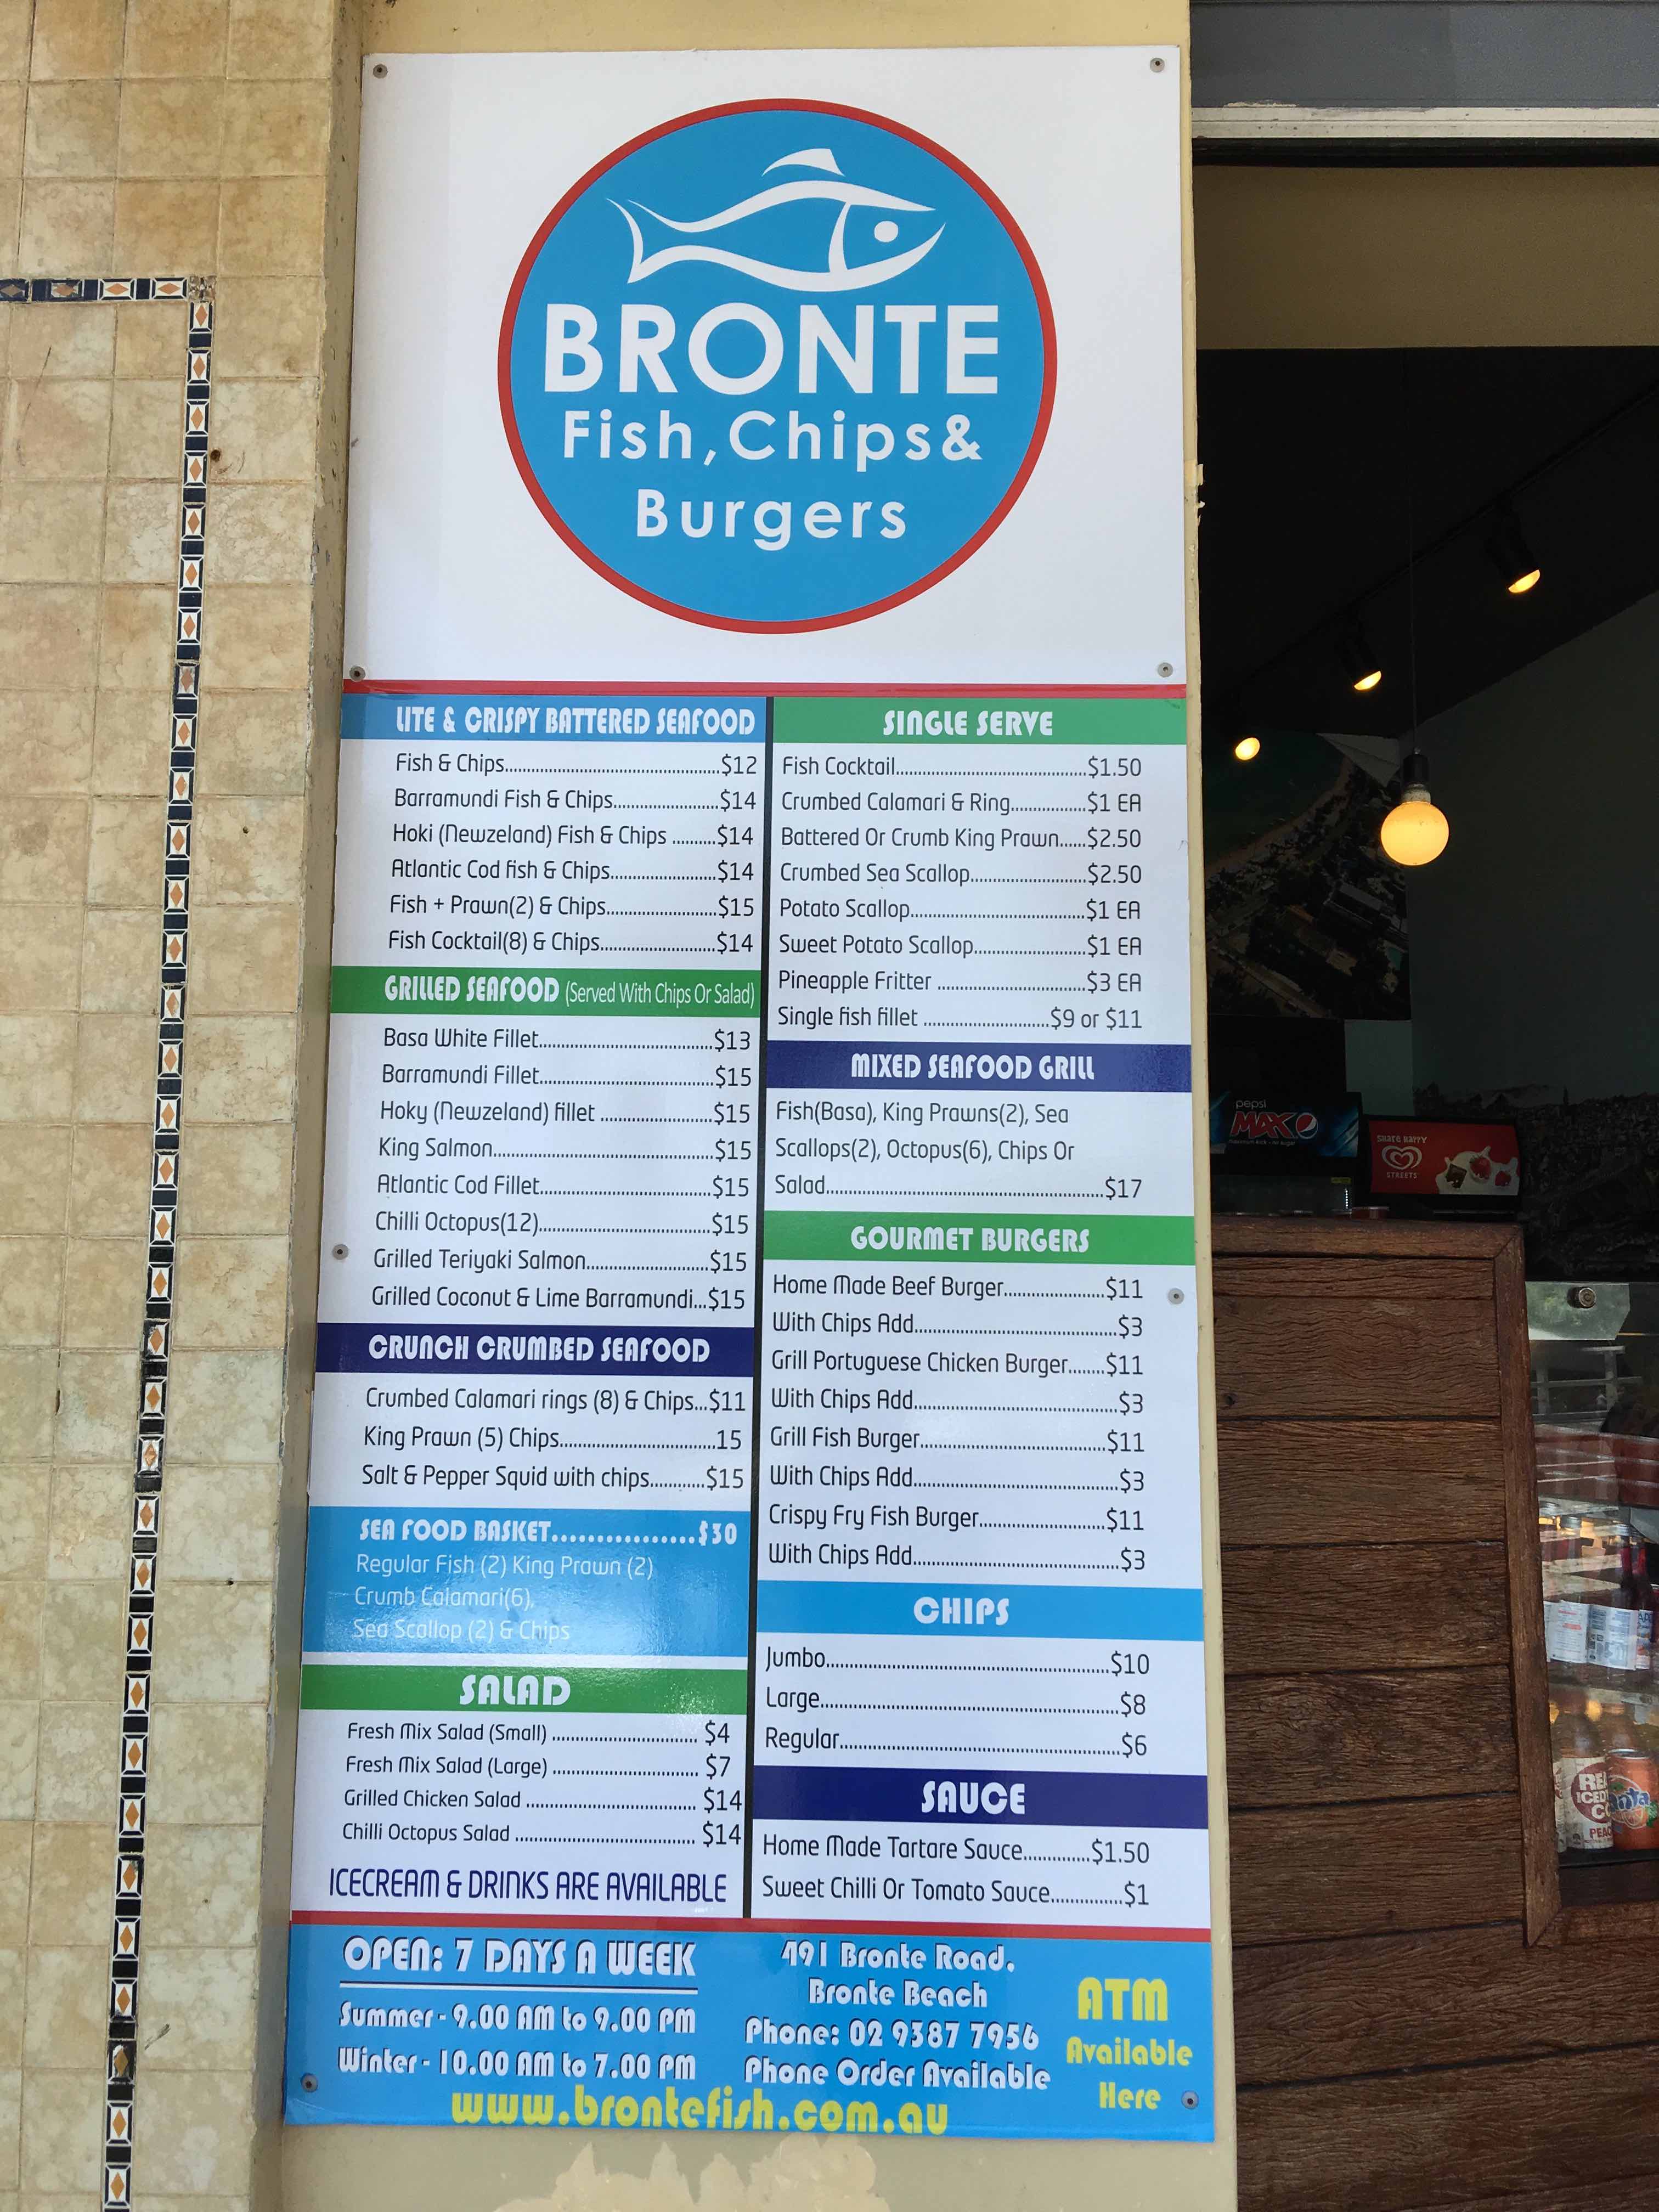 BRONTE
Fish, Chips &
Burgers
LITE & CRISPY BATTERED SEAFOOD
Fish & Chips..........$12
Barramundi Fish & Chips..........$14
Hoki (Newzeland) Fish & Chips ..........$14
Atlantic Cod fish & Chips..........$14
Fish + Prawn(2) & Chips..........$15
Fish Cocktail(8) & Chips..........$14
GRILLED SEAFOOD (Served With Chips Or Salad)
Basa White Fillet..........$13
Barramundi Fillet..........$15
Hoky (Newzeland) fillet ..........$15
King Salmon..........$15
Atlantic Cod Fillet..........$15
Chilli Octopus(12)..........$15
Grilled Teriyaki Salmon..........$15
Grilled Coconut & Lime Barramundi...$15
CRUNCH CRUMBED SEAFOOD
Crumbed Calamari rings (8) & Chips...$11
King Prawn (5) Chips..........15
Salt & Pepper Squid with chips..........$15
SEA FOOD BASKET..........$30
Regular Fish (2) King Prawn (2)
Crumb Calamari(6),
Sea Scallop (2) & Chips
SALAD
Fresh Mix Salad (Small) .......... $4
Fresh Mix Salad (Large) .......... $7
Grilled Chicken Salad .......... $14
Chilli Octopus Salad .......... $14
ICECREAM & DRINKS ARE AVAILABLE
SINGLE SERVE
Fish Cocktail..........$1.50
Crumbed Calamari & Ring..........$1 EA
Battered Or Crumb King Prawn......$2.50
Crumbed Sea Scallop..........$2.50
Potato Scallop..........$1 EA
Sweet Potato Scallop..........$1 EA
Pineapple Fritter ..........$3 EA
Single fish fillet ..........$9 or $11
MIXED SEAFOOD GRILL
Fish(Basa), King Prawns(2), Sea
Scallops(2), Octopus(6), Chips Or
Salad..........$17
GOURMET BURGERS
Home Made Beef Burger..........$11
With Chips Add..........$3
Grill Portuguese Chicken Burger........$11
With Chips Add..........$3
Grill Fish Burger..........$11
With Chips Add..........$3
Crispy Fry Fish Burger..........$11
With Chips Add..........$3
CHIPS
Jumbo..........$10
Large..........$8
Regular..........$6
SAUCE
Home Made Tartare Sauce..........$1.50
Sweet Chilli Or Tomato Sauce..........$1
OPEN: 7 DAYS A WEEK
Summer - 9.00 AM to 9.00 PM
Winter - 10.00 AM to 7.00 PM
491 Bronte Road,
Bronte Beach
Phone: 02 9387 7956
Phone Order Available
ATM
Available
Here
www.brontefish.com.au
pepsi
MAX
SHARE HAPPY
STREETS
ICED